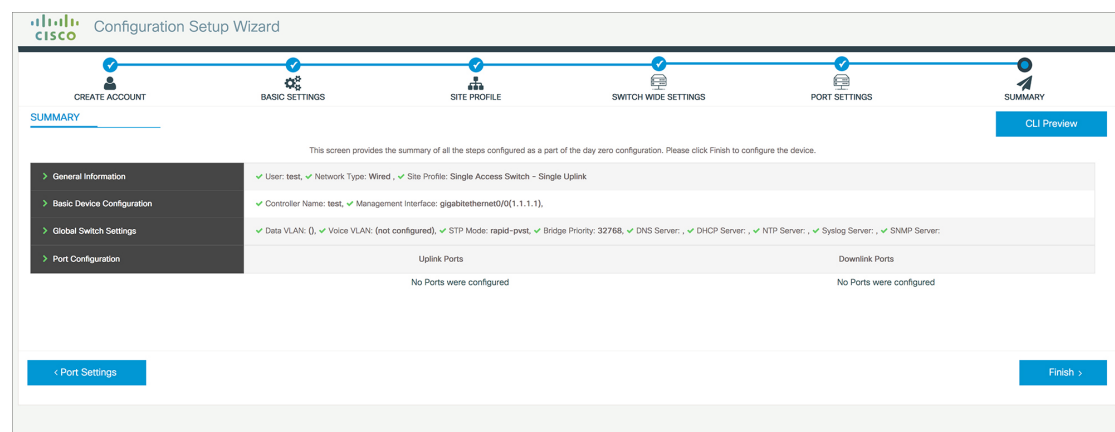 CISCO Configuration Setup Wizard
CREATE ACCOUNT BASIC SETTINGS SITE PROFILE SWITCH WIDE SETTINGS PORT SETTINGS SUMMARY
SUMMARY
CLI Preview
This screen provides the summary of all the steps configured as a part of the day zero configuration. Please click Finish to configure the device.
General Information User: test, Network Type: Wired , Site Profile: Single Access Switch - Single Uplink
Basic Device Configuration Controller Name: test, Management Interface: gigabitethernet0/0(1.1.1.1),
Global Switch Settings Data VLAN: (), Voice VLAN: (not configured), STP Mode: rapid-pvst, Bridge Priority: 32768, DNS Server: , DHCP Server: , NTP Server: , Syslog Server: , SNMP Server:
Port Configuration Uplink Ports Downlink Ports
No Ports were configured No Ports were configured
< Port Settings Finish >